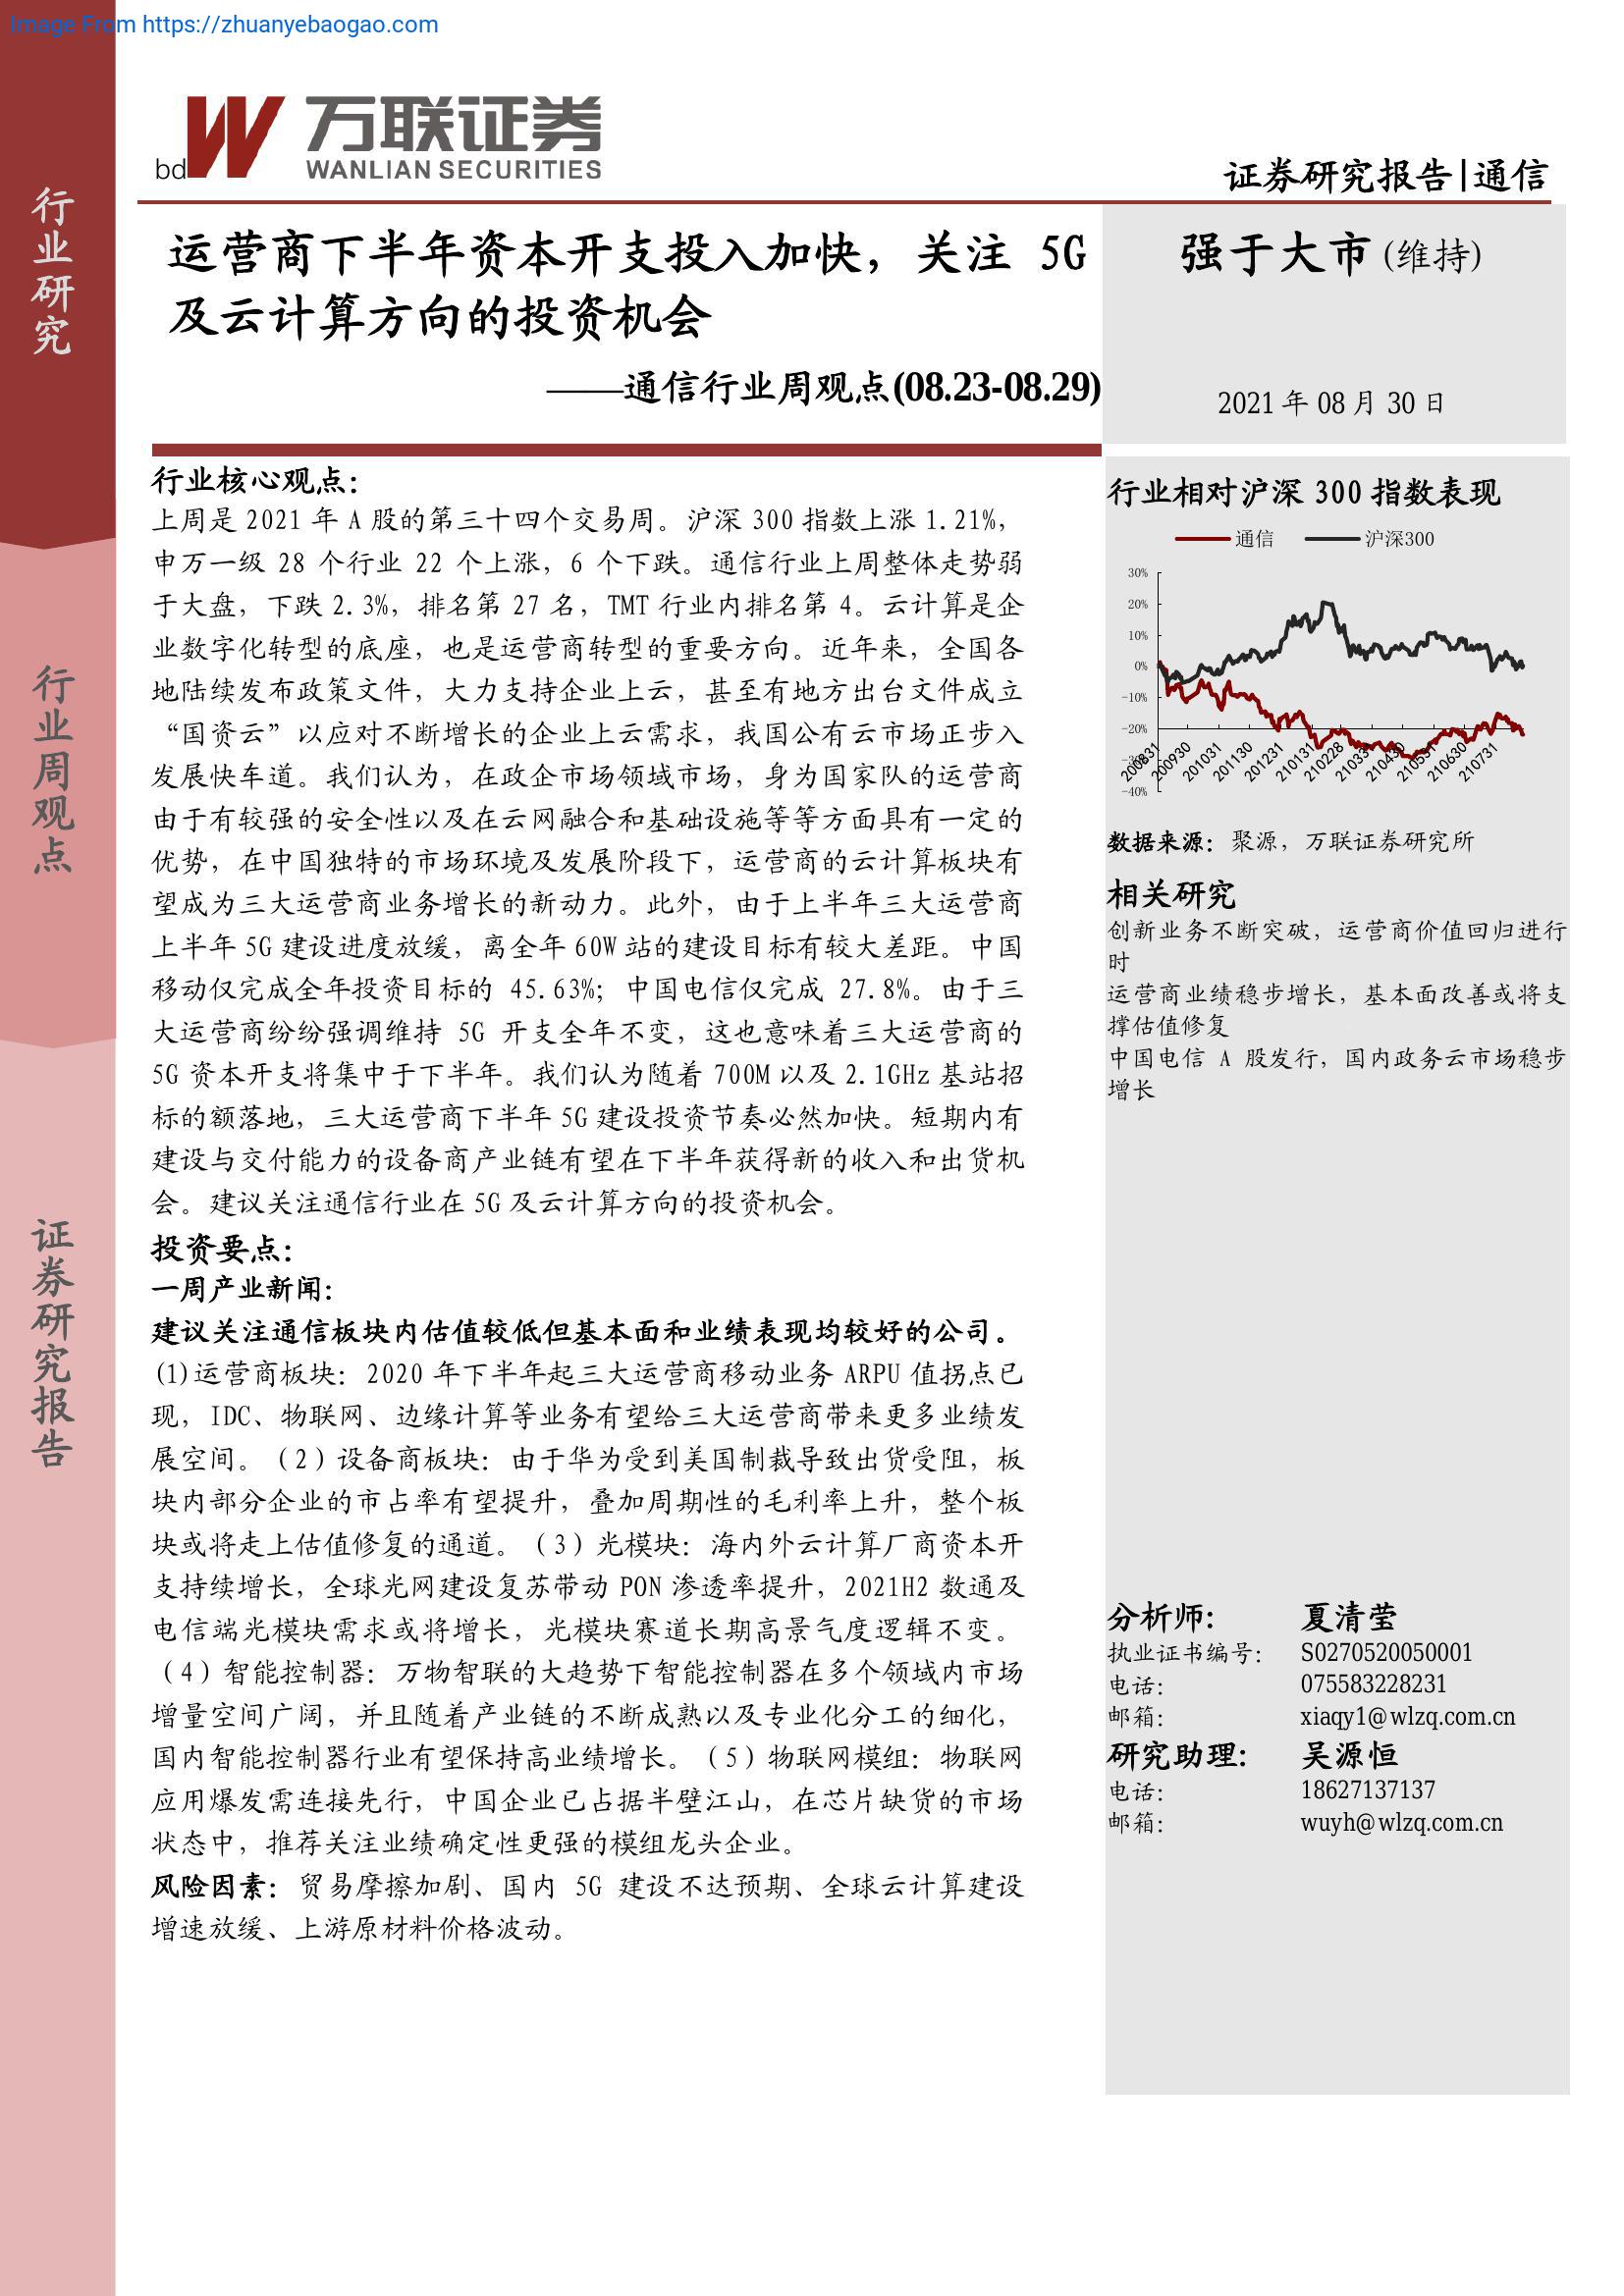 Image From https://zhuanyebaogao.com
行业研究
行业周观点
证券研究报告
bd
万联证券
WANLIAN SECURITIES
证券研究报告|通信
运营商下半年资本开支投入加快，关注 5G
及云计算方向的投资机会
——通信行业周观点(08.23-08.29)
强于大市(维持)
2021 年 08 月 30 日
行业核心观点：
上周是 2021 年 A 股的第三十四个交易周。沪深 300 指数上涨 1.21%，
申万一级 28 个行业 22 个上涨，6 个下跌。通信行业上周整体走势弱
于大盘，下跌 2.3%，排名第 27 名，TMT 行业内排名第 4。云计算是企
业数字化转型的底座，也是运营商转型的重要方向。近年来，全国各
地陆续发布政策文件，大力支持企业上云，甚至有地方出台文件成立
“国资云”以应对不断增长的企业上云需求，我国公有云市场正步入
发展快车道。我们认为，在政企市场领域市场，身为国家队的运营商
由于有较强的安全性以及在云网融合和基础设施等等方面具有一定的
优势，在中国独特的市场环境及发展阶段下，运营商的云计算板块有
望成为三大运营商业务增长的新动力。此外，由于上半年三大运营商
上半年 5G 建设进度放缓，离全年 60W 站的建设目标有较大差距。中国
移动仅完成全年投资目标的 45.63%；中国电信仅完成 27.8%。由于三
大运营商纷纷强调维持 5G 开支全年不变，这也意味着三大运营商的
5G 资本开支将集中于下半年。我们认为随着 700M 以及 2.1GHz 基站招
标的额落地，三大运营商下半年 5G 建设投资节奏必然加快。短期内有
建设与交付能力的设备商产业链有望在下半年获得新的收入和出货机
会。建议关注通信行业在 5G 及云计算方向的投资机会。
投资要点：
一周产业新闻：
建议关注通信板块内估值较低但基本面和业绩表现均较好的公司。
(1)运营商板块：2020 年下半年起三大运营商移动业务 ARPU 值拐点已
现，IDC、物联网、边缘计算等业务有望给三大运营商带来更多业绩发
展空间。（2）设备商板块：由于华为受到美国制裁导致出货受阻，板
块内部分企业的市占率有望提升，叠加周期性的毛利率上升，整个板
块或将走上估值修复的通道。（3）光模块：海内外云计算厂商资本开
支持续增长，全球光网建设复苏带动 PON 渗透率提升，2021H2 数通及
电信端光模块需求或将增长，光模块赛道长期高景气度逻辑不变。
（4）智能控制器：万物智联的大趋势下智能控制器在多个领域内市场
增量空间广阔，并且随着产业链的不断成熟以及专业化分工的细化，
国内智能控制器行业有望保持高业绩增长。（5）物联网模组：物联网
应用爆发需连接先行，中国企业已占据半壁江山，在芯片缺货的市场
状态中，推荐关注业绩确定性更强的模组龙头企业。
风险因素：贸易摩擦加剧、国内 5G 建设不达预期、全球云计算建设
增速放缓、上游原材料价格波动。
行业相对沪深 300 指数表现
通信 沪深300
30%
20%
10%
0%
-10%
-20%
-30%
-40%
200831 200930 201031 201130 201231 210131 210228 210331 210430 210531 210630 210731
数据来源：聚源，万联证券研究所
相关研究
创新业务不断突破，运营商价值回归进行
时
运营商业绩稳步增长，基本面改善或将支
撑估值修复
中国电信 A 股发行，国内政务云市场稳步
增长
分析师： 夏清莹
执业证书编号： S0270520050001
电话： 075583228231
邮箱： xiaqy1@wlzq.com.cn
研究助理： 吴源恒
电话： 18627137137
邮箱： wuyh@wlzq.com.cn